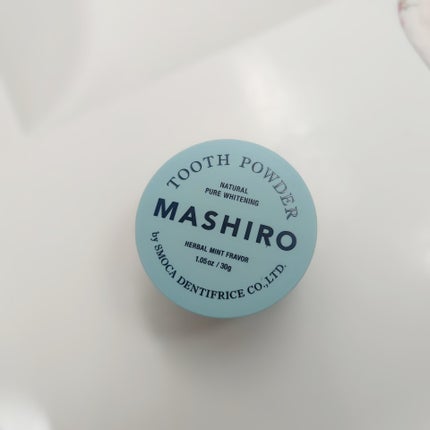 TOOTH POWDER
NATURAL
PURE WHITENING
MASHIRO
HERBAL MINT FRAVOR
1.05oz / 30g
by SMOCA DENTIFRICE CO.,LTD.